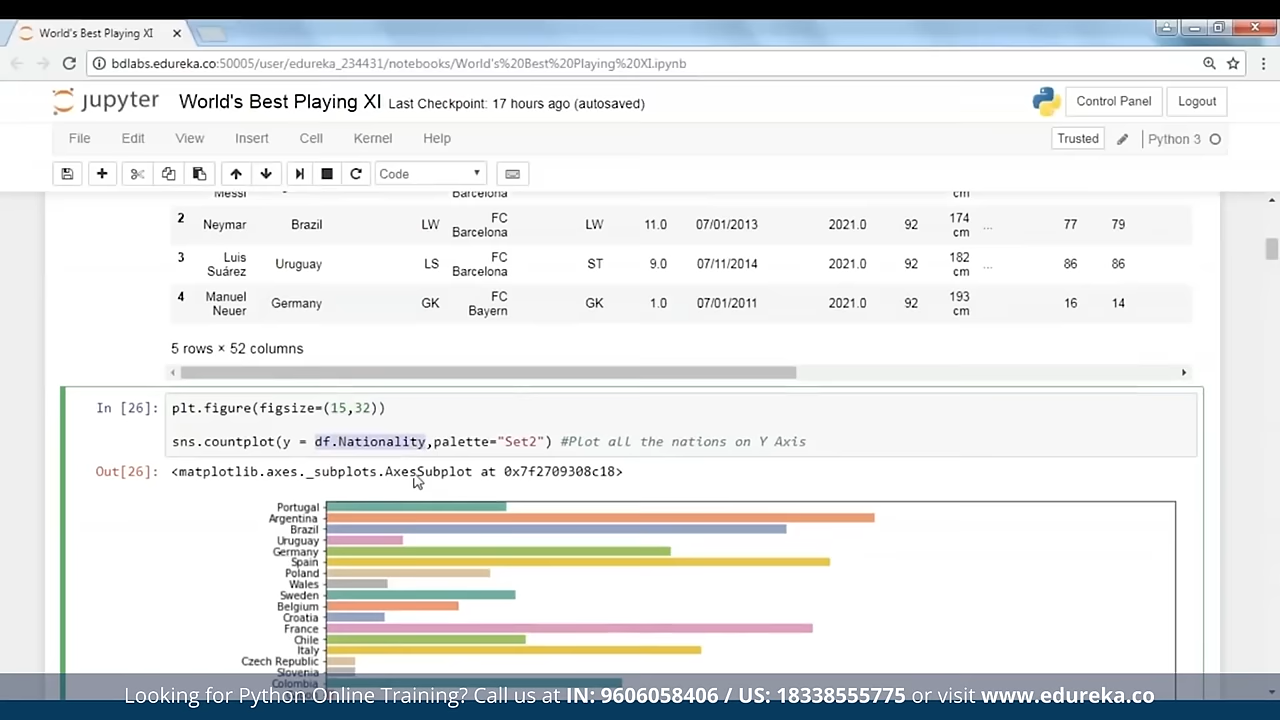 World's Best Playing XI
bdlabs.edureka.co:50005/user/edureka_234431/notebooks/World's%20Best%20Playing%20XI.ipynb
jupyter World's Best Playing XI Last Checkpoint: 17 hours ago (autosaved) Control Panel Logout
File Edit View Insert Cell Kernel Help Trusted Python 3
Code
Messi Barcelona cm
2 Neymar Brazil LW FC Barcelona LW 11.0 07/01/2013 2021.0 92 174 cm ... 77 79
3 Luis Suárez Uruguay LS FC Barcelona ST 9.0 07/11/2014 2021.0 92 182 cm ... 86 86
4 Manuel Neuer Germany GK FC Bayern GK 1.0 07/01/2011 2021.0 92 193 cm 16 14
5 rows × 52 columns
In [26]: plt.figure(figsize=(15,32))
sns.countplot(y = df.Nationality,palette="Set2") #Plot all the nations on Y Axis
Out[26]: <matplotlib.axes._subplots.AxesSubplot at 0x7f2709308c18>
Portugal
Argentina
Brazil
Uruguay
Germany
Spain
Poland
Wales
Sweden
Belgium
Croatia
France
Chile
Italy
Czech Republic
Slovenia
Colombia
Looking for Python Online Training? Call us at IN: 9606058406 / US: 18338555775 or visit www.edureka.co